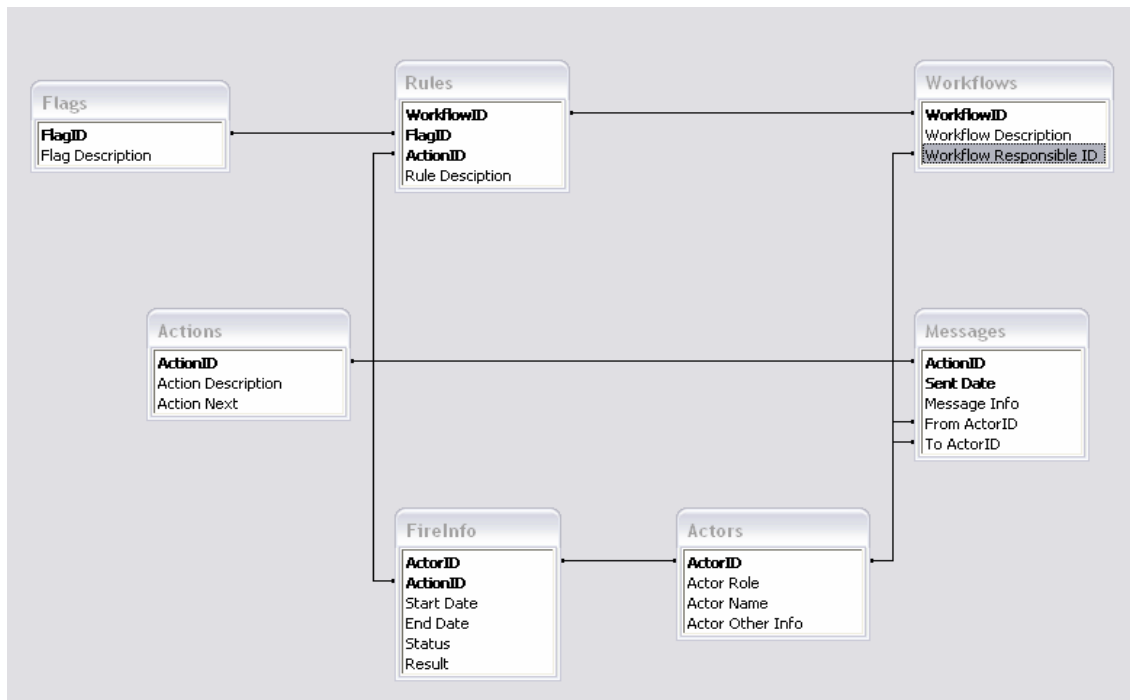 Flags
FlagID
Flag Description
Rules
WorkflowID
FlagID
ActionID
Rule Desciption
Workflows
WorkflowID
Workflow Description
Workflow Responsible ID
Actions
ActionID
Action Description
Action Next
Messages
ActionID
Sent Date
Message Info
From ActorID
To ActorID
FireInfo
ActorID
ActionID
Start Date
End Date
Status
Result
Actors
ActorID
Actor Role
Actor Name
Actor Other Info